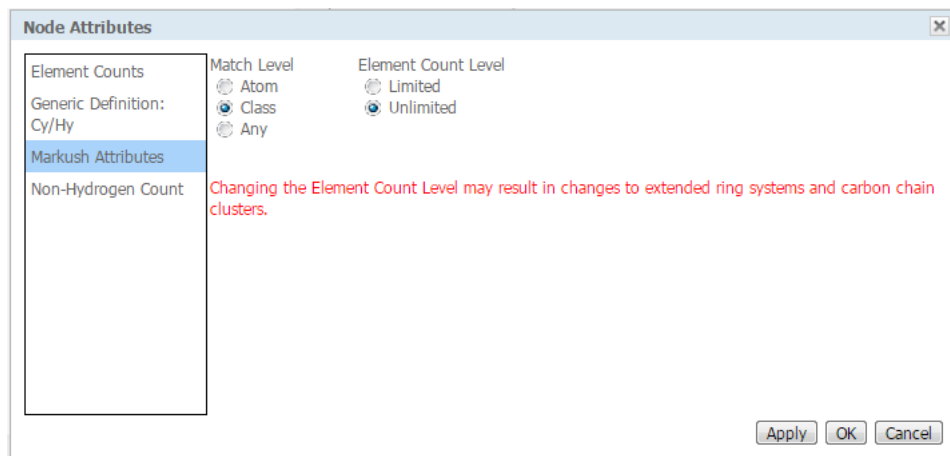 Node Attributes
Element Counts
Generic Definition:
Cy/Hy
Markush Attributes
Non-Hydrogen Count
Match Level
Atom
Class
Any
Element Count Level
Limited
Unlimited
Changing the Element Count Level may result in changes to extended ring systems and carbon chain
clusters.
Apply OK Cancel